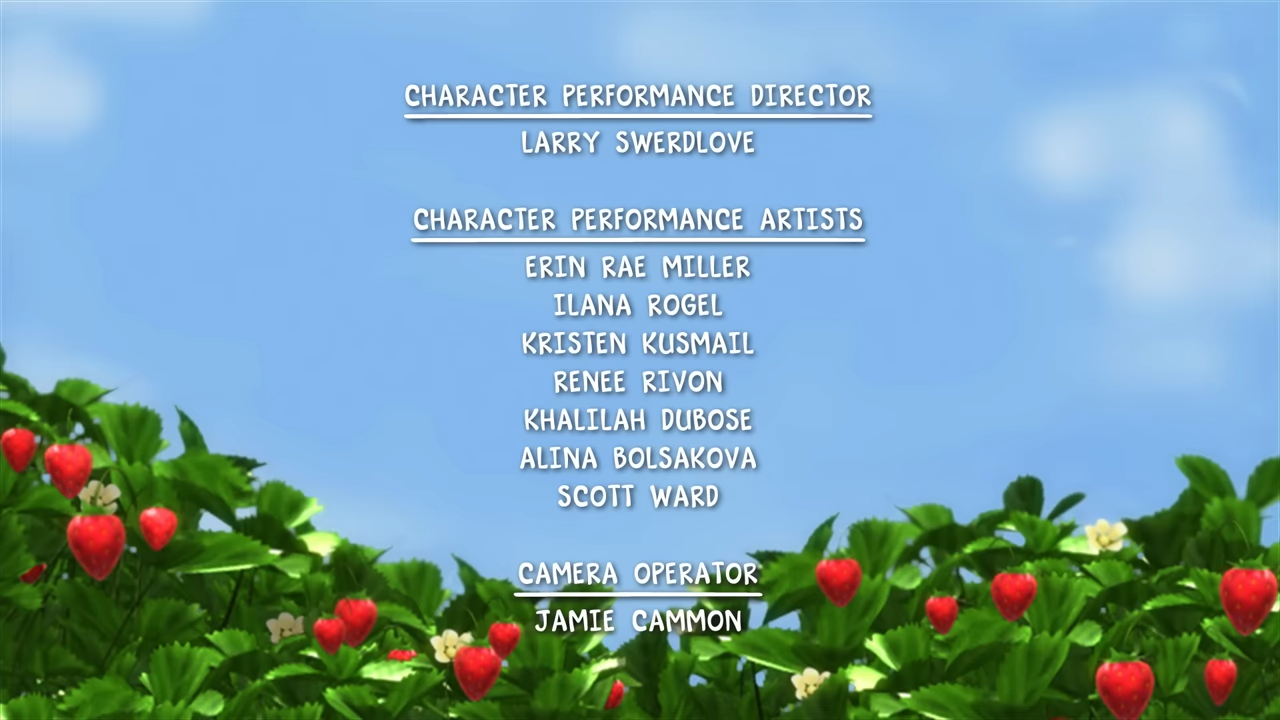 CHARACTER PERFORMANCE DIRECTOR
LARRY SWERDLOVE
CHARACTER PERFORMANCE ARTISTS
ERIN RAE MILLER
ILANA ROGEL
KRISTEN KUSMAIL
RENEE RIVON
KHALILAH DUBOSE
ALINA BOLSAKOVA
SCOTT WARD
CAMERA OPERATOR
JAMIE CAMMON